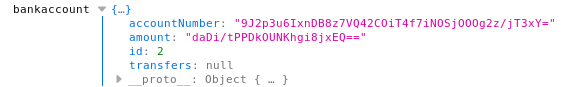 bankaccount {…}
accountNumber: "9J2p3u6IxnDB8z7VQ42COiT4f7iNOSjOOOg2z/jT3xY="
amount: "daDi/tPPDkOUNKhgi8jxEQ=="
id: 2
transfers: null
__proto__: Object { … }